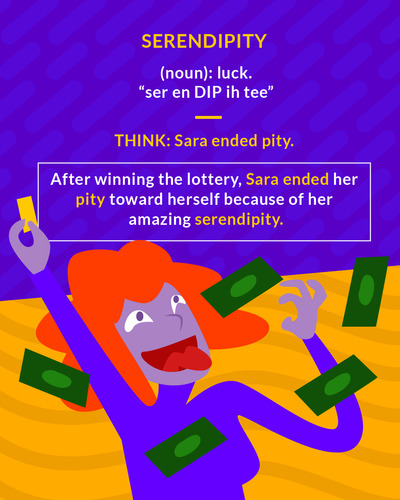 SERENDIPITY
(noun): luck.
“ser en DIP ih tee”
THINK: Sara ended pity.
After winning the lottery, Sara ended her
pity toward herself because of her
amazing serendipity.